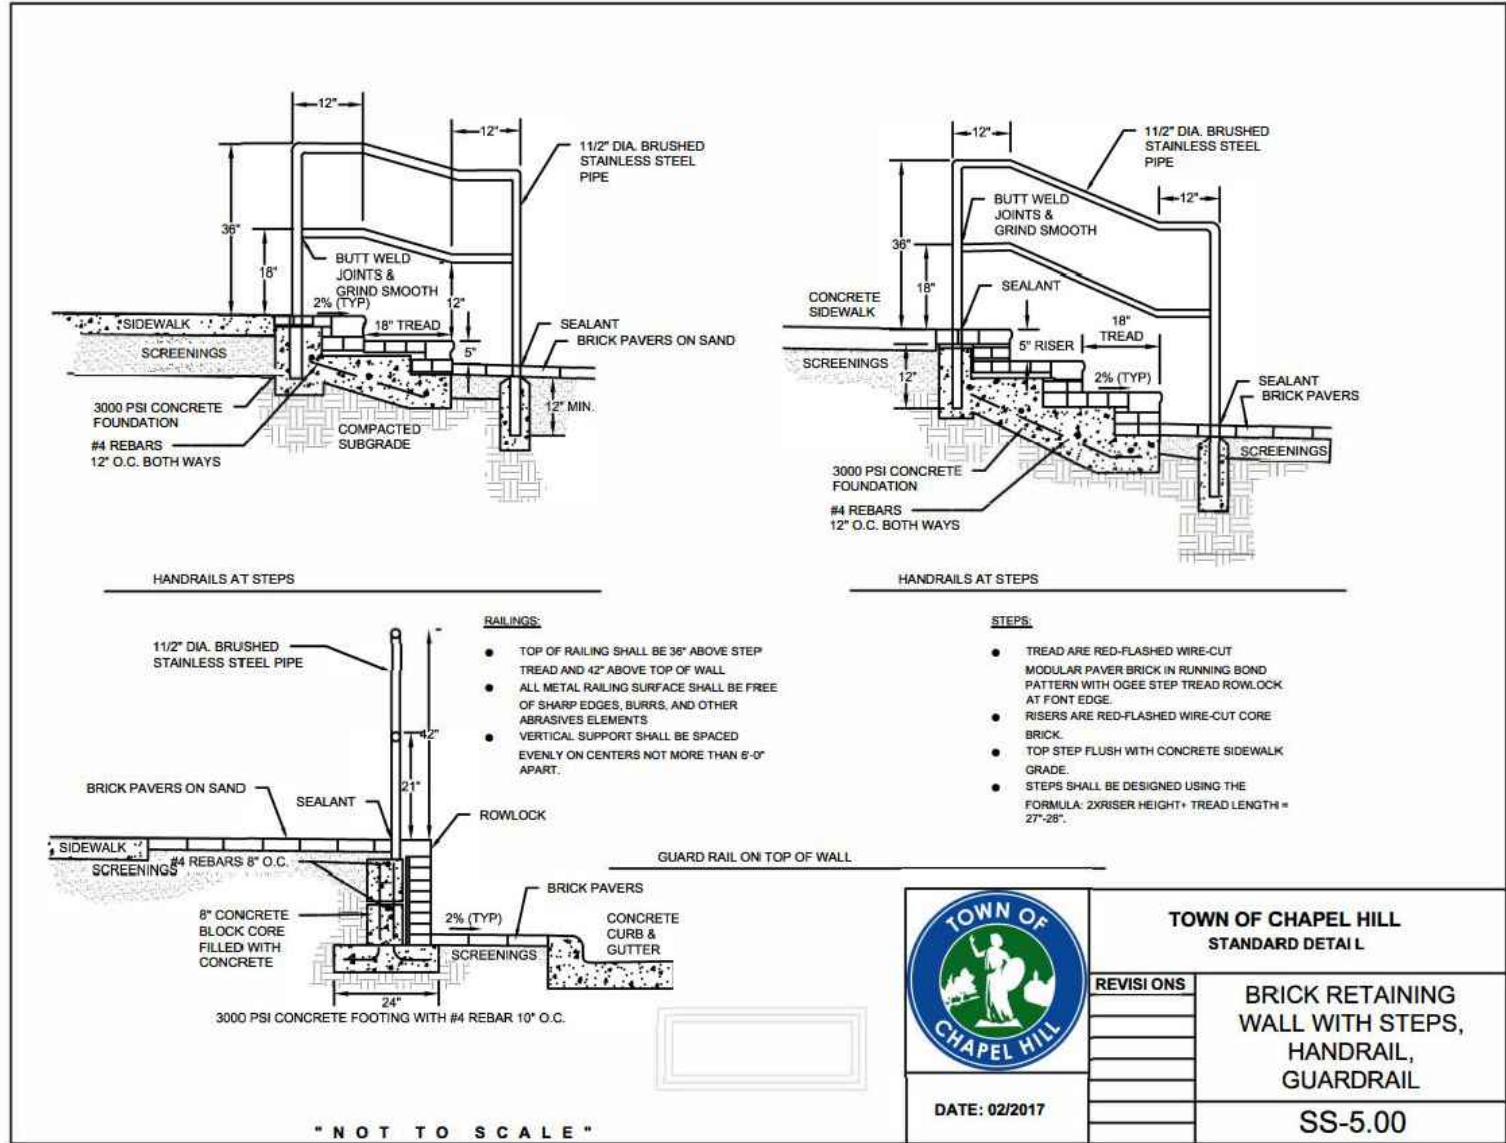 12"
12"
11/2" DIA. BRUSHED
STAINLESS STEEL
PIPE
36"
18"
BUTT WELD
JOINTS &
GRIND SMOOTH
2% (TYP)
12"
18" TREAD
5"
SIDEWALK
SCREENINGS
SEALANT
BRICK PAVERS ON SAND
12" MIN.
3000 PSI CONCRETE
FOUNDATION
#4 REBARS
12" O.C. BOTH WAYS
COMPACTED
SUBGRADE
HANDRAILS AT STEPS
12"
11/2" DIA. BRUSHED
STAINLESS STEEL
PIPE
12"
BUTT WELD
JOINTS &
GRIND SMOOTH
36"
18"
SEALANT
CONCRETE
SIDEWALK
18"
TREAD
5" RISER
SCREENINGS
12"
2% (TYP)
SEALANT
BRICK PAVERS
SCREENINGS
3000 PSI CONCRETE
FOUNDATION
#4 REBARS
12" O.C. BOTH WAYS
HANDRAILS AT STEPS
11/2" DIA. BRUSHED
STAINLESS STEEL PIPE
42"
21"
BRICK PAVERS ON SAND
SEALANT
ROWLOCK
SIDEWALK
SCREENINGS
#4 REBARS 8" O.C.
8" CONCRETE
BLOCK CORE
FILLED WITH
CONCRETE
2% (TYP)
BRICK PAVERS
SCREENINGS
CONCRETE
CURB &
GUTTER
24"
3000 PSI CONCRETE FOOTING WITH #4 REBAR 10" O.C.
GUARD RAIL ON TOP OF WALL
RAILINGS:
● TOP OF RAILING SHALL BE 36" ABOVE STEP
TREAD AND 42" ABOVE TOP OF WALL
● ALL METAL RAILING SURFACE SHALL BE FREE
OF SHARP EDGES, BURRS, AND OTHER
ABRASIVES ELEMENTS
● VERTICAL SUPPORT SHALL BE SPACED
EVENLY ON CENTERS NOT MORE THAN 6'-0"
APART.
STEPS:
● TREAD ARE RED-FLASHED WIRE-CUT
MODULAR PAVER BRICK IN RUNNING BOND
PATTERN WITH OGEE STEP TREAD ROWLOCK
AT FONT EDGE.
● RISERS ARE RED-FLASHED WIRE-CUT CORE
BRICK.
● TOP STEP FLUSH WITH CONCRETE SIDEWALK
GRADE.
● STEPS SHALL BE DESIGNED USING THE
FORMULA: 2XRISER HEIGHT+ TREAD LENGTH =
27"-28".
"NOT TO SCALE"
TOWN OF
CHAPEL HILL
DATE: 02/2017
TOWN OF CHAPEL HILL
STANDARD DETAIL
REVISIONS
BRICK RETAINING
WALL WITH STEPS,
HANDRAIL,
GUARDRAIL
SS-5.00